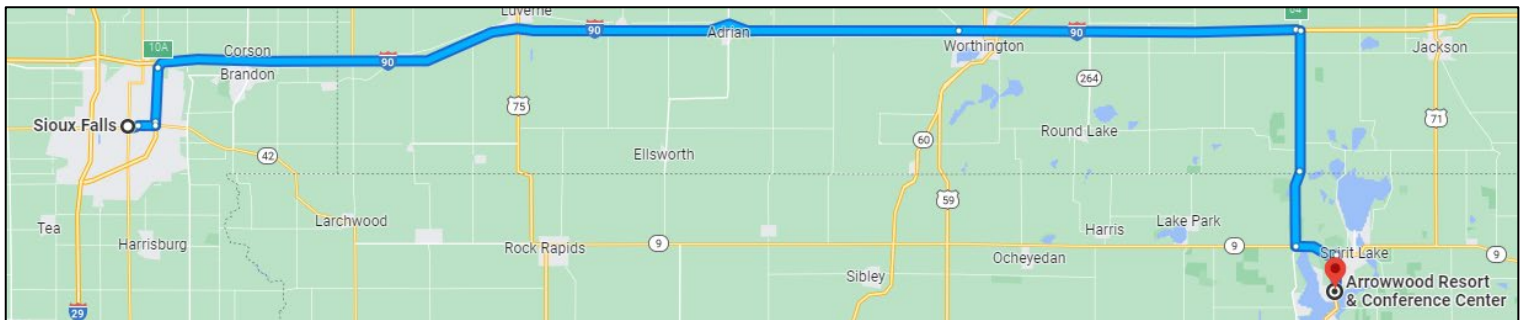 Luverne
64
10A
Corson
90
Brandon
90
Adrian
Worthington
90
Jackson
264
75
Sioux Falls
Round Lake
71
60
42
Ellsworth
59
Larchwood
Lake Park
Tea
Harrisburg
Rock Rapids
9
Harris
9
Spirit Lake
9
Ocheyedan
Sibley
Arrowwood Resort
& Conference Center
29